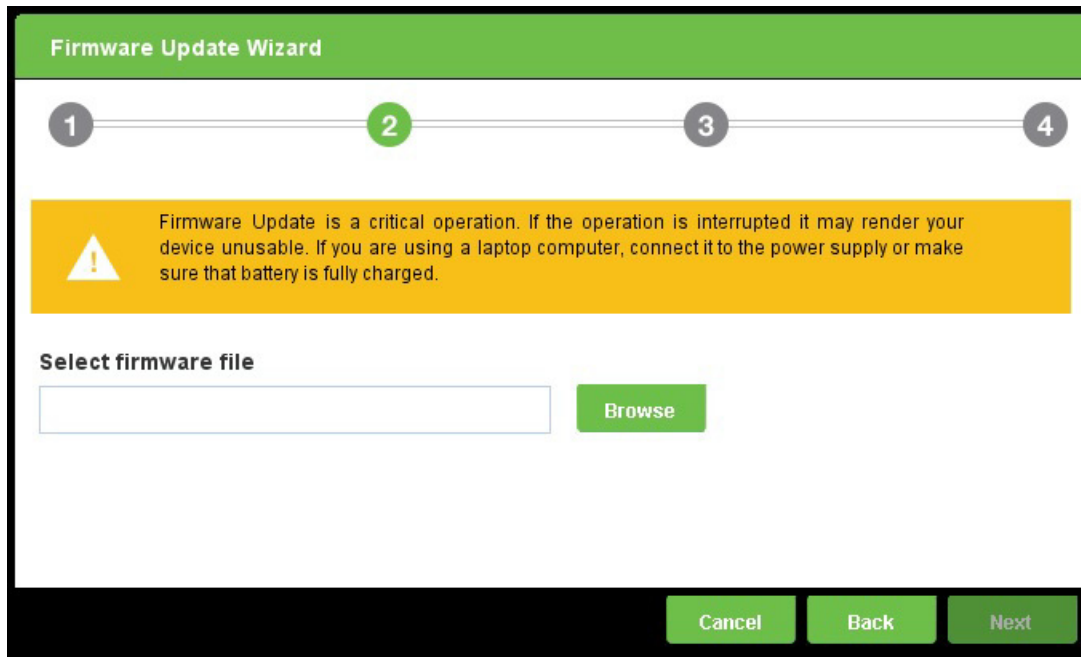 Firmware Update Wizard
1 2 3 4
Firmware Update is a critical operation. If the operation is interrupted it may render your
device unusable. If you are using a laptop computer, connect it to the power supply or make
sure that battery is fully charged.
Select firmware file
Browse
Cancel Back Next